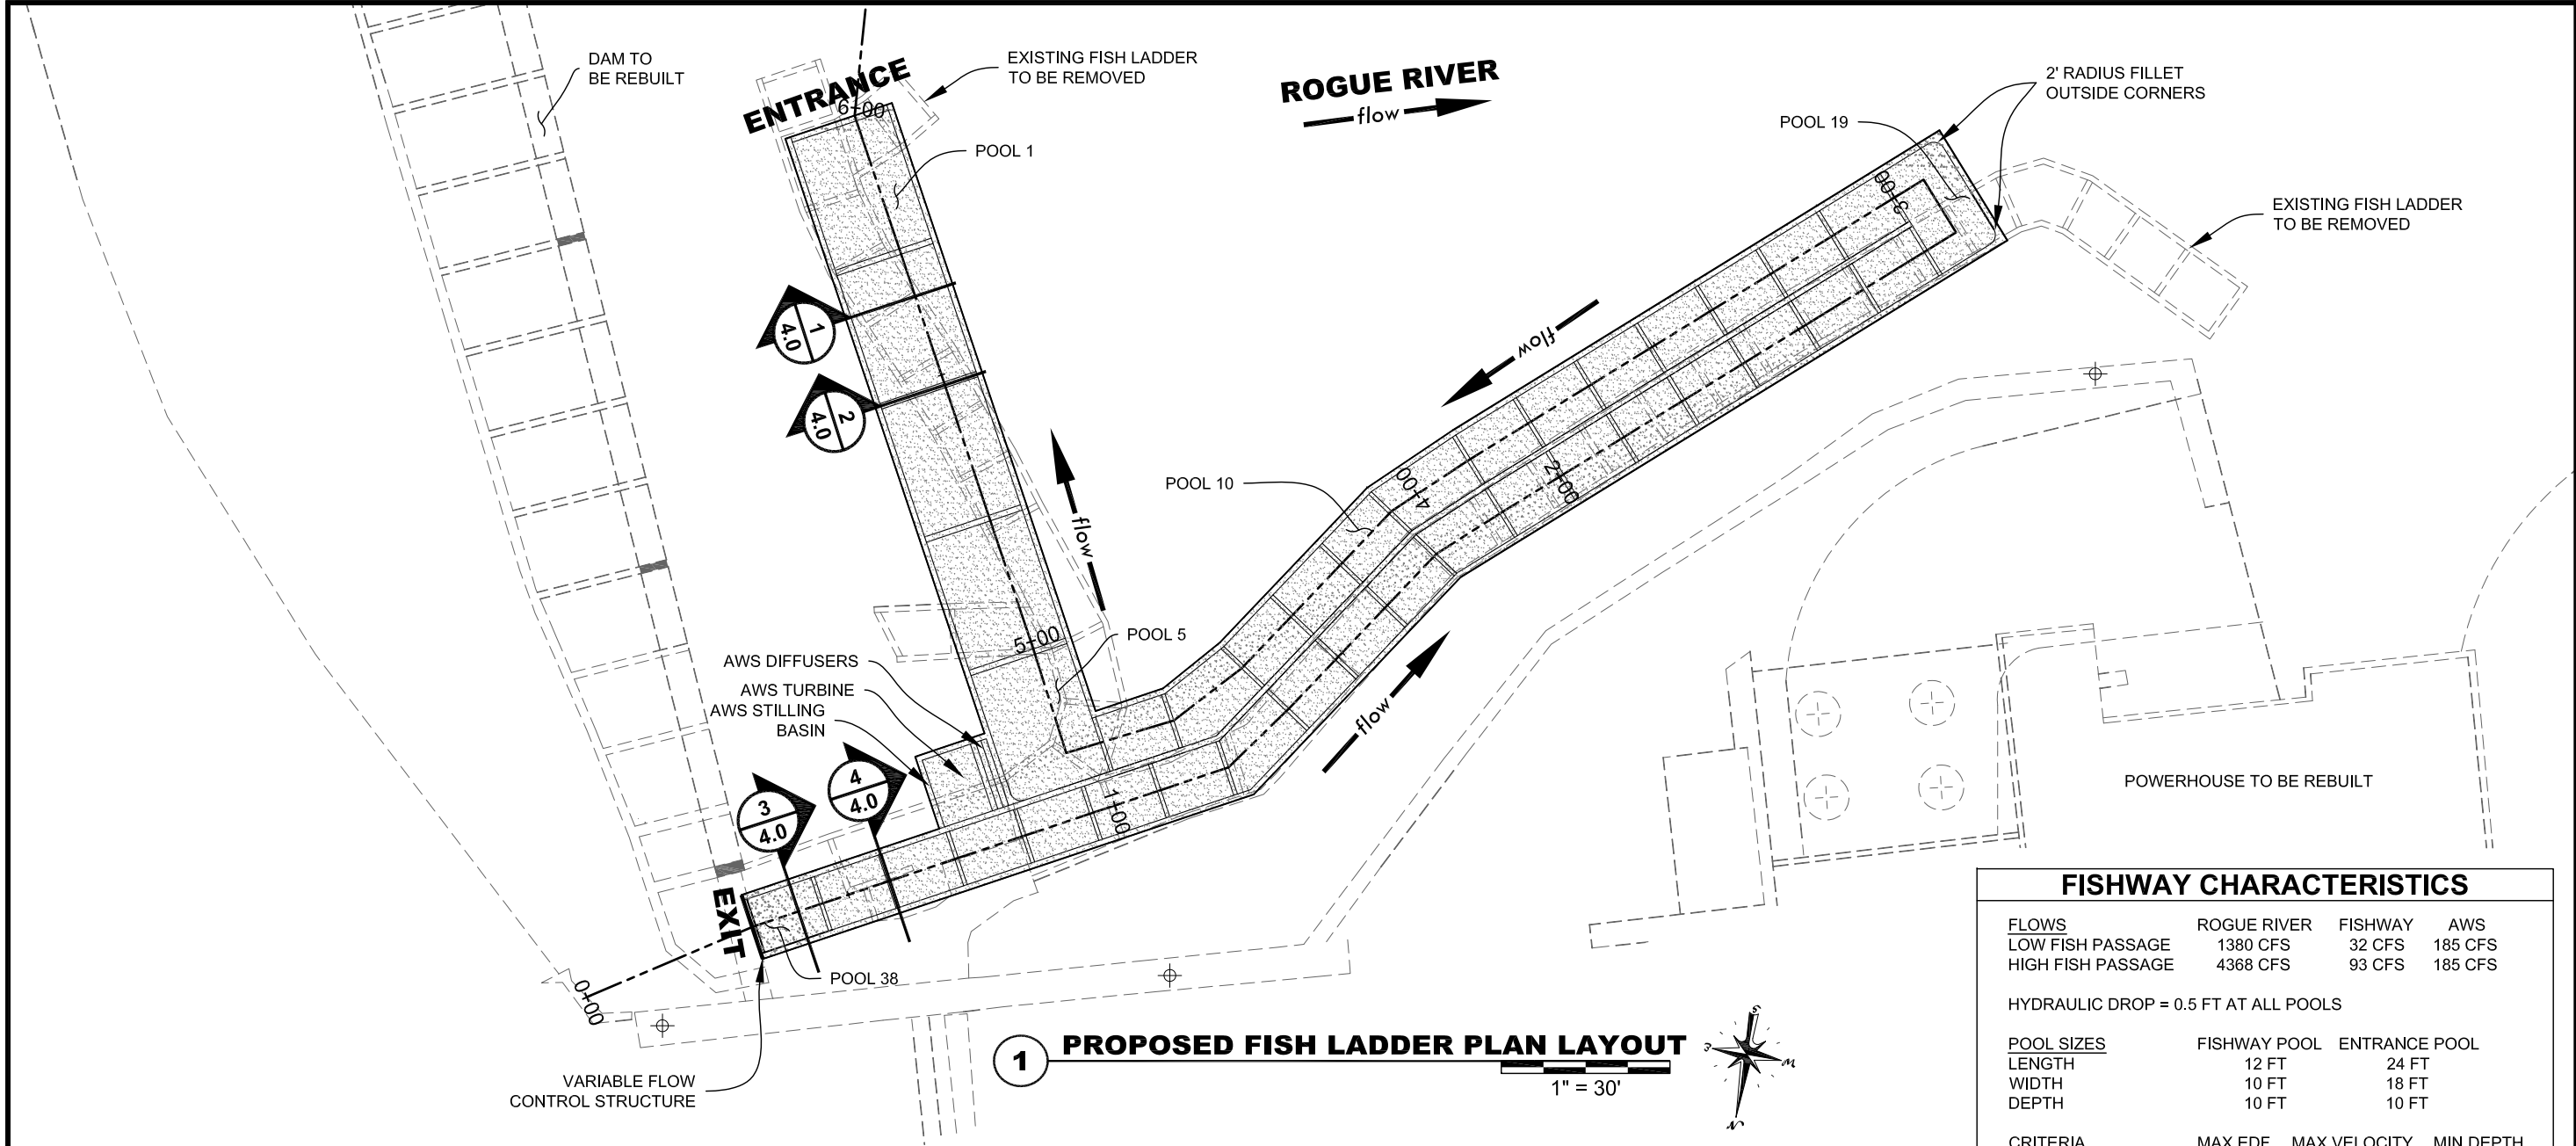 DAM TO
BE REBUILT
ENTRANCE
6+00
EXISTING FISH LADDER
TO BE REMOVED
POOL 1
ROGUE RIVER
flow
2' RADIUS FILLET
OUTSIDE CORNERS
POOL 19
3+00
EXISTING FISH LADDER
TO BE REMOVED
1
4.0
2
4.0
flow
flow
POOL 10
4+00
2+00
5+00
POOL 5
AWS DIFFUSERS
AWS TURBINE
AWS STILLING
BASIN
3
4.0
4
4.0
1+00
flow
EXIT
POOL 38
0+00
VARIABLE FLOW
CONTROL STRUCTURE
POWERHOUSE TO BE REBUILT
1
PROPOSED FISH LADDER PLAN LAYOUT
1" = 30'
S
E
W
N
FISHWAY CHARACTERISTICS
FLOWS ROGUE RIVER FISHWAY AWS
LOW FISH PASSAGE 1380 CFS 32 CFS 185 CFS
HIGH FISH PASSAGE 4368 CFS 93 CFS 185 CFS
HYDRAULIC DROP = 0.5 FT AT ALL POOLS
POOL SIZES FISHWAY POOL ENTRANCE POOL
LENGTH 12 FT 24 FT
WIDTH 10 FT 18 FT
DEPTH 10 FT 10 FT
CRITERIA MAX EDF MAX VELOCITY MIN DEPTH